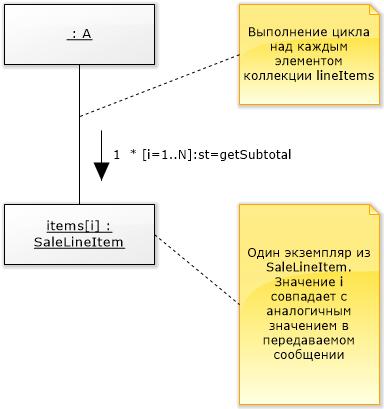 : A
Выполнение цикла
над каждым
элементом
коллекции lineItems
1 * [i=1..N]:st=getSubtotal
items[i] :
SaleLineItem
Один экземпляр из
SaleLineItem.
Значение i
совпадает с
аналогичным
значением в
передаваемом
сообщении